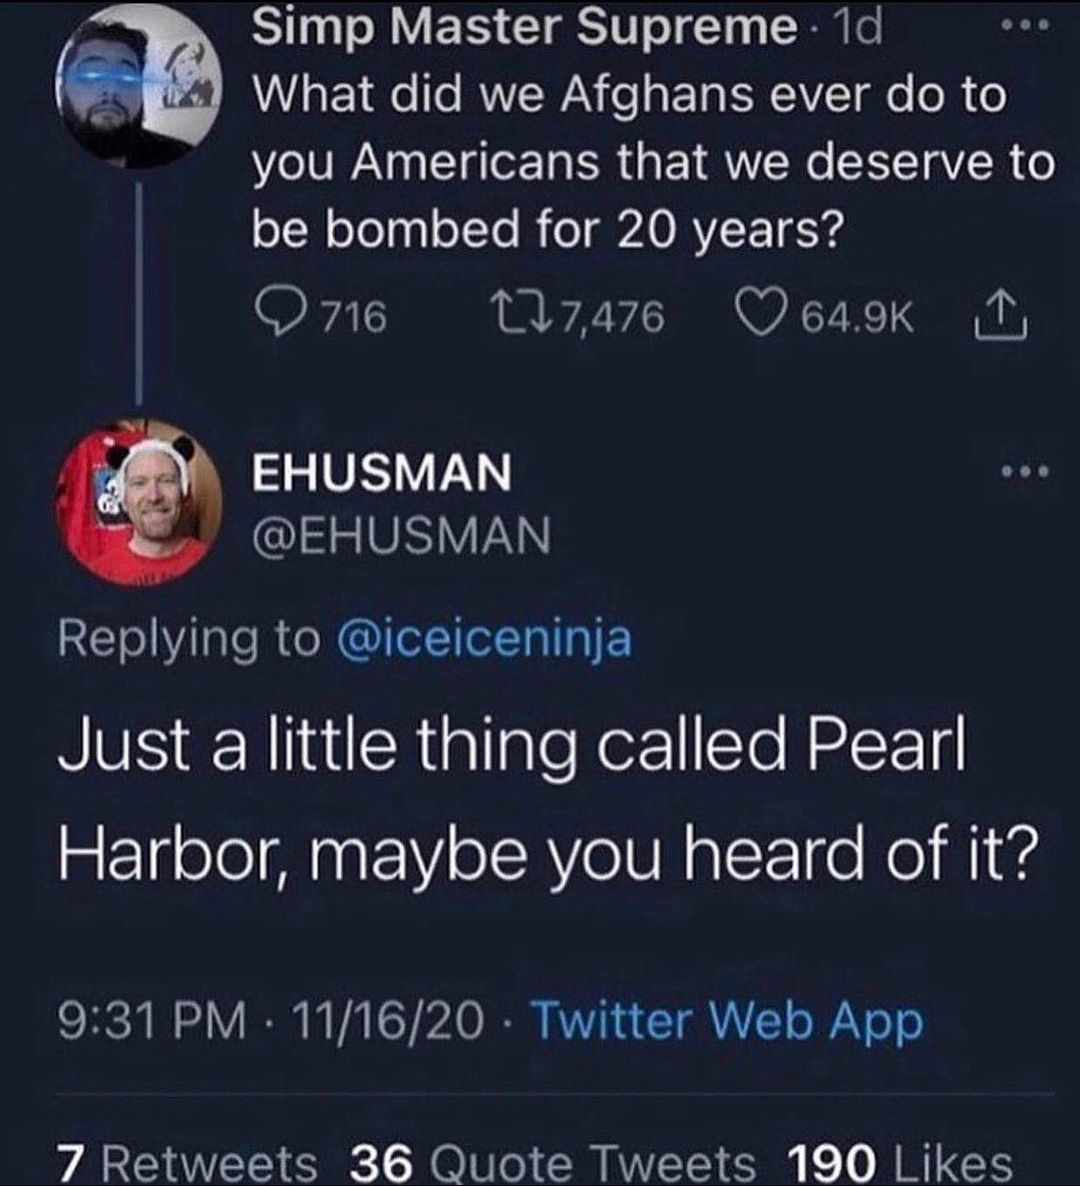 Simp Master Supreme · 1d
What did we Afghans ever do to
you Americans that we deserve to
be bombed for 20 years?
716 7,476 64.9K
EHUSMAN
@EHUSMAN
Replying to @iceiceninja
Just a little thing called Pearl
Harbor, maybe you heard of it?
9:31 PM · 11/16/20 · Twitter Web App
7 Retweets 36 Quote Tweets 190 Likes